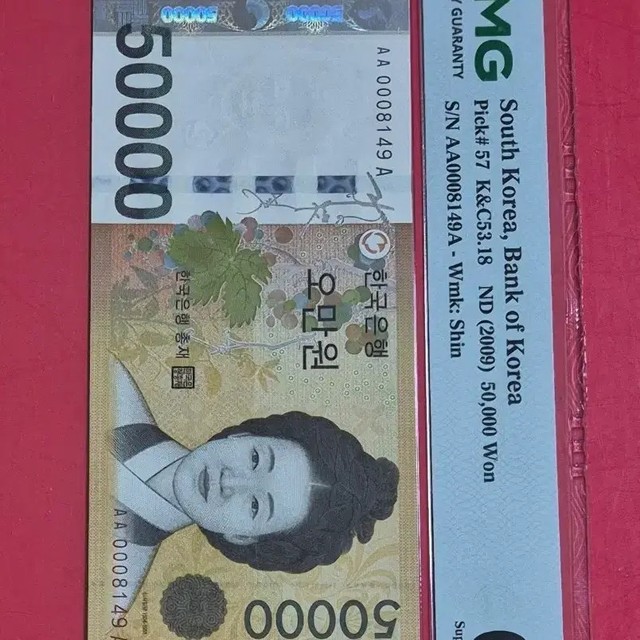 MG
Y GUARANTY
South Korea, Bank of Korea
Pick# 57 K&C53.18 ND (2009) 50,000 Won
S/N AA0008149A - Wmk: Shin
Sup
50000
50000
AA 0008149 A
한국은행
오만원
한국은행 총재
AA 0008149 A
50000